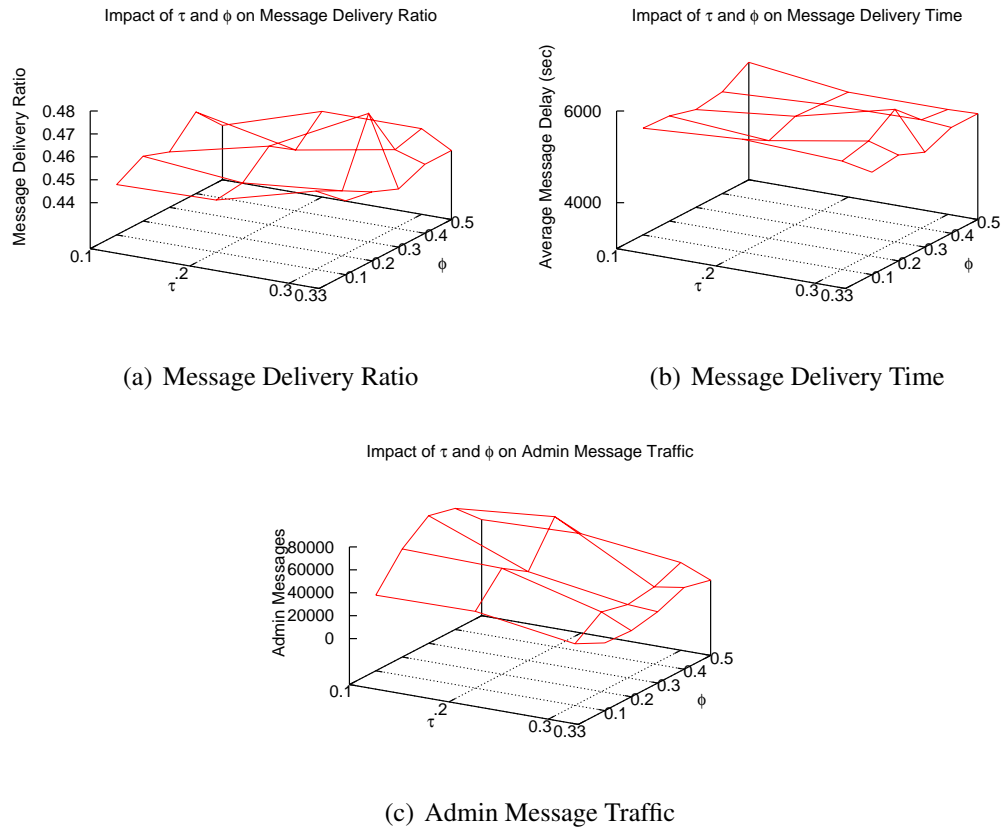 Impact of τ and ϕ on Message Delivery Ratio
Message Delivery Ratio
0.48
0.47
0.46
0.45
0.44
0.1
.2
0.3
0.33
τ
0.1
0.2
0.3
0.4
0.5
ϕ
(a) Message Delivery Ratio
Impact of τ and ϕ on Message Delivery Time
Average Message Delay (sec)
6000
4000
0.1
.2
0.3
0.33
τ
0.1
0.2
0.3
0.4
0.5
ϕ
(b) Message Delivery Time
Impact of τ and ϕ on Admin Message Traffic
Admin Messages
80000
60000
40000
20000
0
0.1
.2
0.3
0.33
τ
0.1
0.2
0.3
0.4
0.5
ϕ
(c) Admin Message Traffic